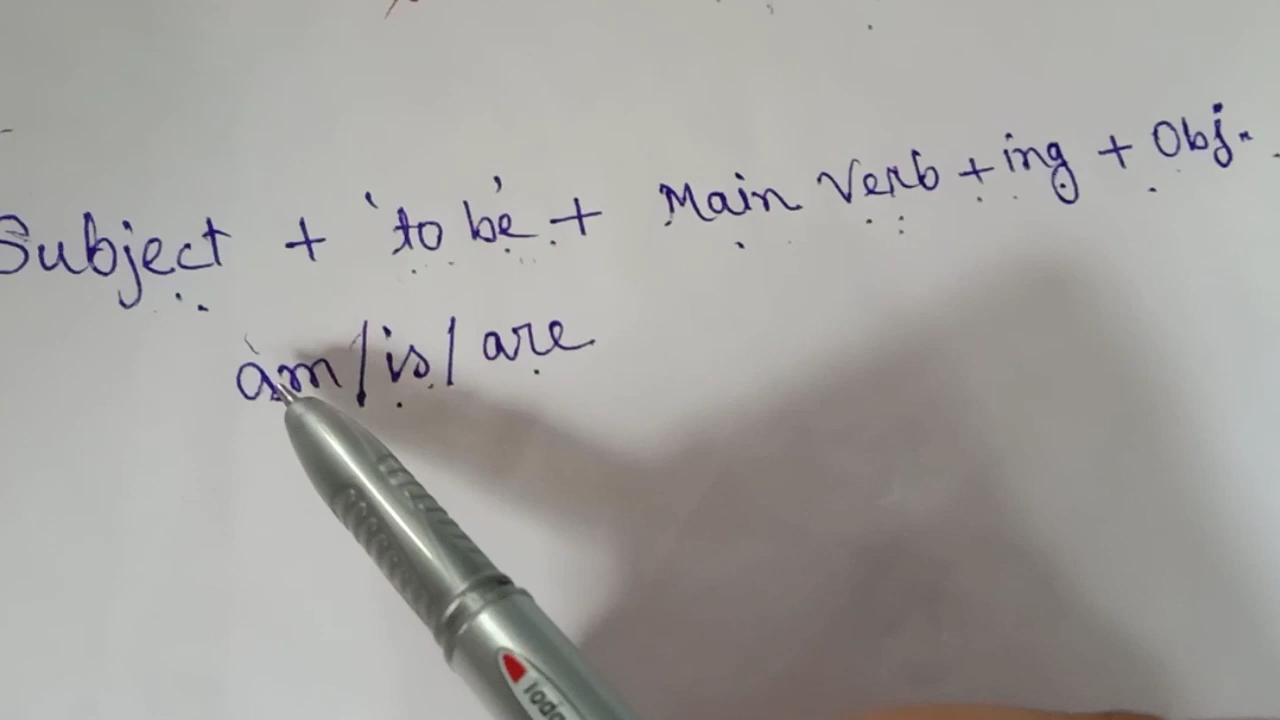 Subject + 'to be' + Main Verb + ing + Obj.
am/is/are